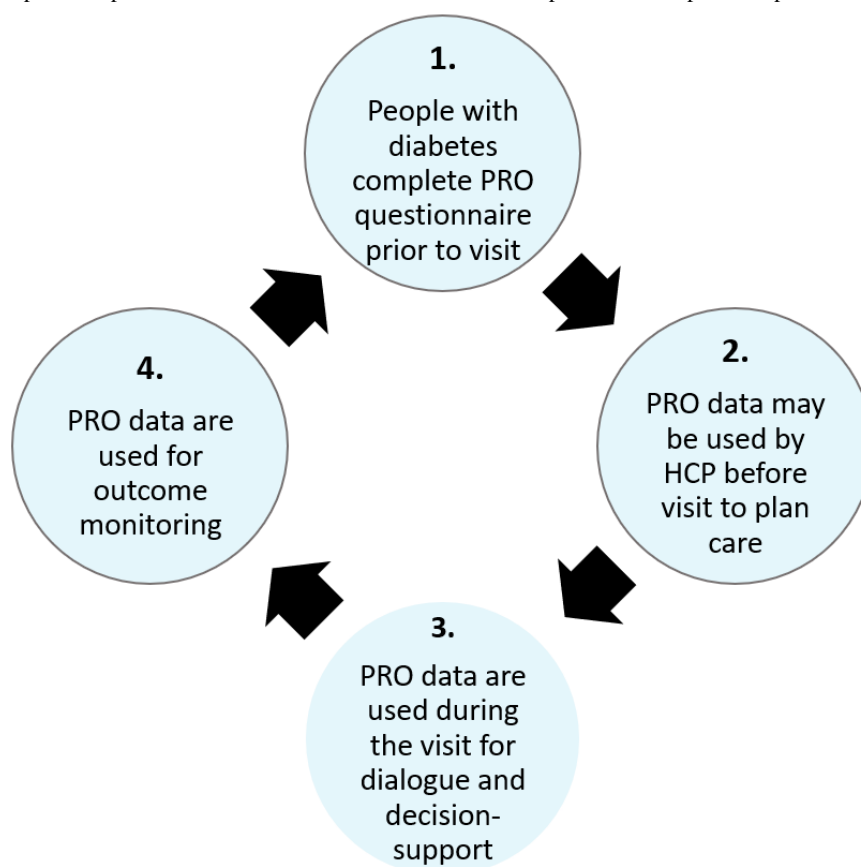 1.
People with
diabetes
complete PRO
questionnaire
prior to visit
2.
PRO data may
be used by
HCP before
visit to plan
care
3.
PRO data are
used during
the visit for
dialogue and
decision-
support
4.
PRO data are
used for
outcome
monitoring